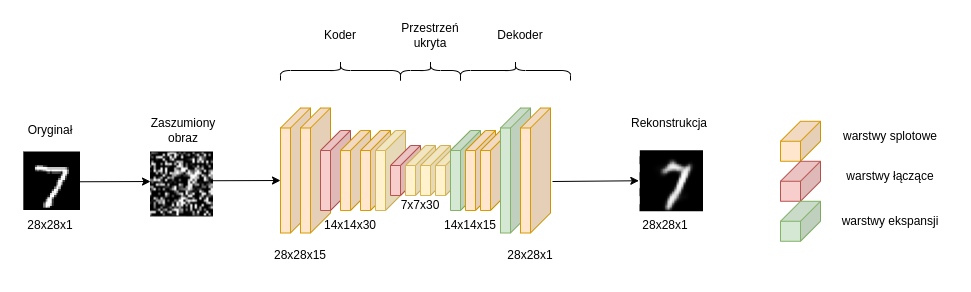 Koder
Przestrzeń
ukryta
Dekoder
Oryginał
Zaszumiony
obraz
Rekonstrukcja
28x28x1
28x28x15
14x14x30
7x7x30
14x14x15
28x28x1
28x28x1
warstwy splotowe
warstwy łączące
warstwy ekspansji